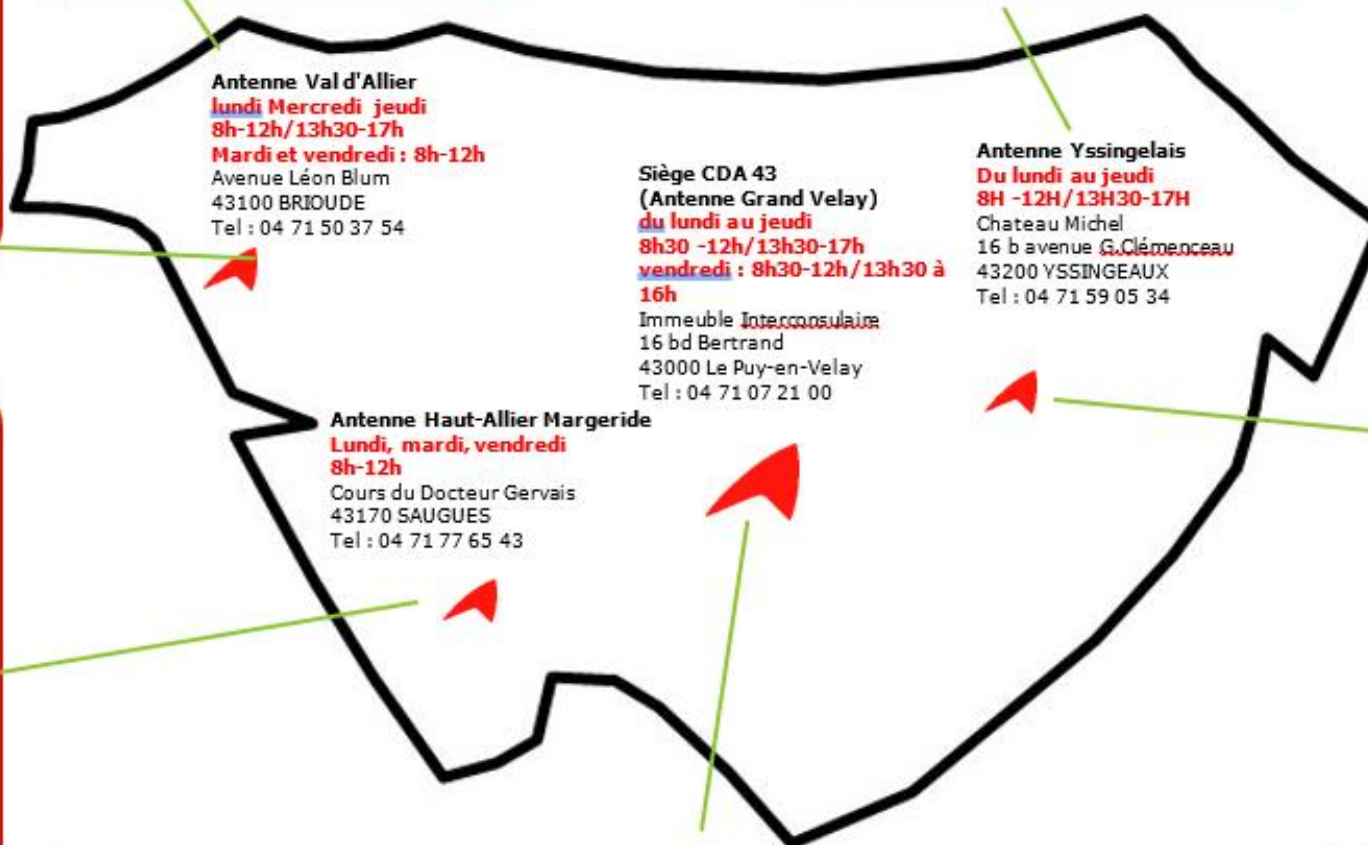 Antenne Val d'Allier
lundi Mercredi jeudi
8h-12h/13h30-17h
Mardi et vendredi : 8h-12h
Avenue Léon Blum
43100 BRIOUDE
Tel : 04 71 50 37 54
Siège CDA 43
(Antenne Grand Velay)
du lundi au jeudi
8h30 -12h/13h30-17h
vendredi : 8h30-12h/13h30 à
16h
Immeuble Interconsulaire
16 bd Bertrand
43000 Le Puy-en-Velay
Tel : 04 71 07 21 00
Antenne Yssingelais
Du lundi au jeudi
8H -12H/13H30-17H
Chateau Michel
16 b avenue G.Clémenceau
43200 YSSINGEAUX
Tel : 04 71 59 05 34
Antenne Haut-Allier Margeride
Lundi, mardi, vendredi
8h-12h
Cours du Docteur Gervais
43170 SAUGUES
Tel : 04 71 77 65 43